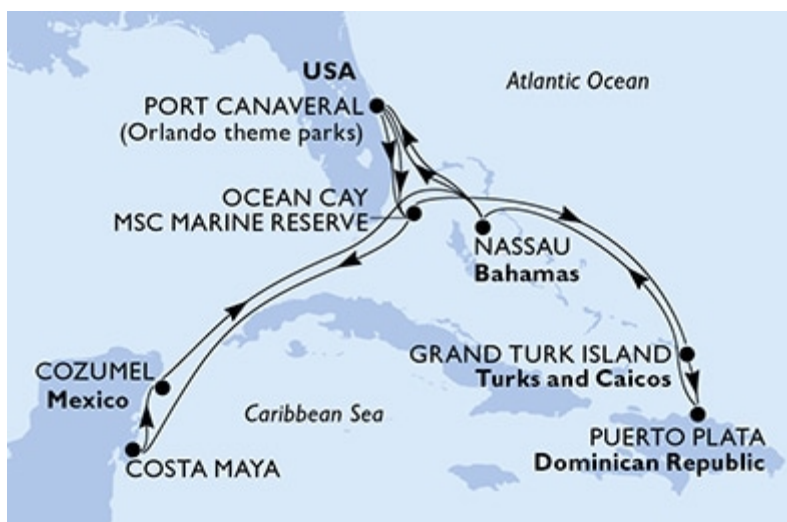 USA
Atlantic Ocean
PORT CANAVERAL
(Orlando theme parks)
OCEAN CAY
MSC MARINE RESERVE
NASSAU
Bahamas
GRAND TURK ISLAND
Turks and Caicos
COZUMEL
Mexico
Caribbean Sea
PUERTO PLATA
Dominican Republic
COSTA MAYA